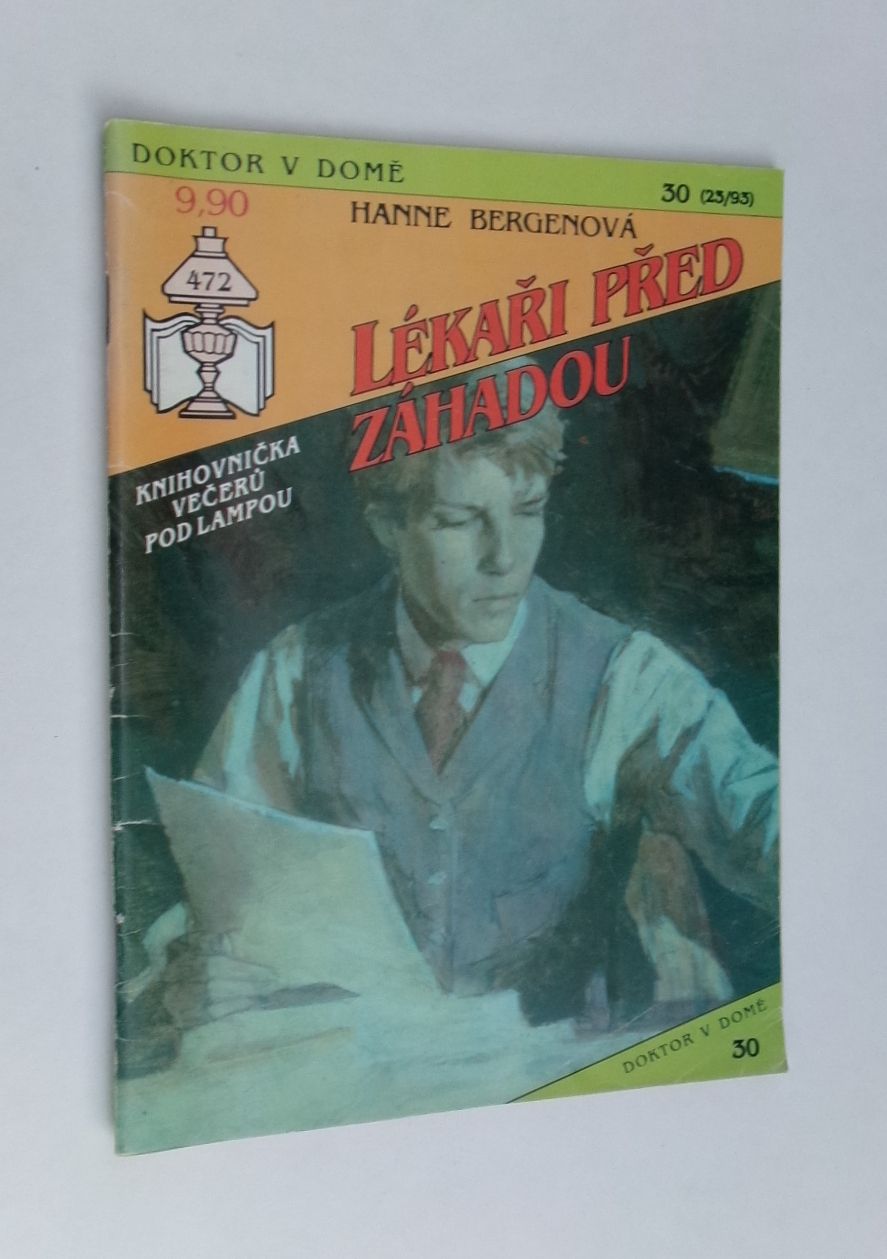 DOKTOR V DOMĚ
30 (23/93)
9,90
HANNE BERGENOVÁ
472
LÉKAŘI PŘED
ZÁHADOU
KNIHOVNIČKA
VEČERŮ
POD LAMPOU
DOKTOR V DOMĚ
30